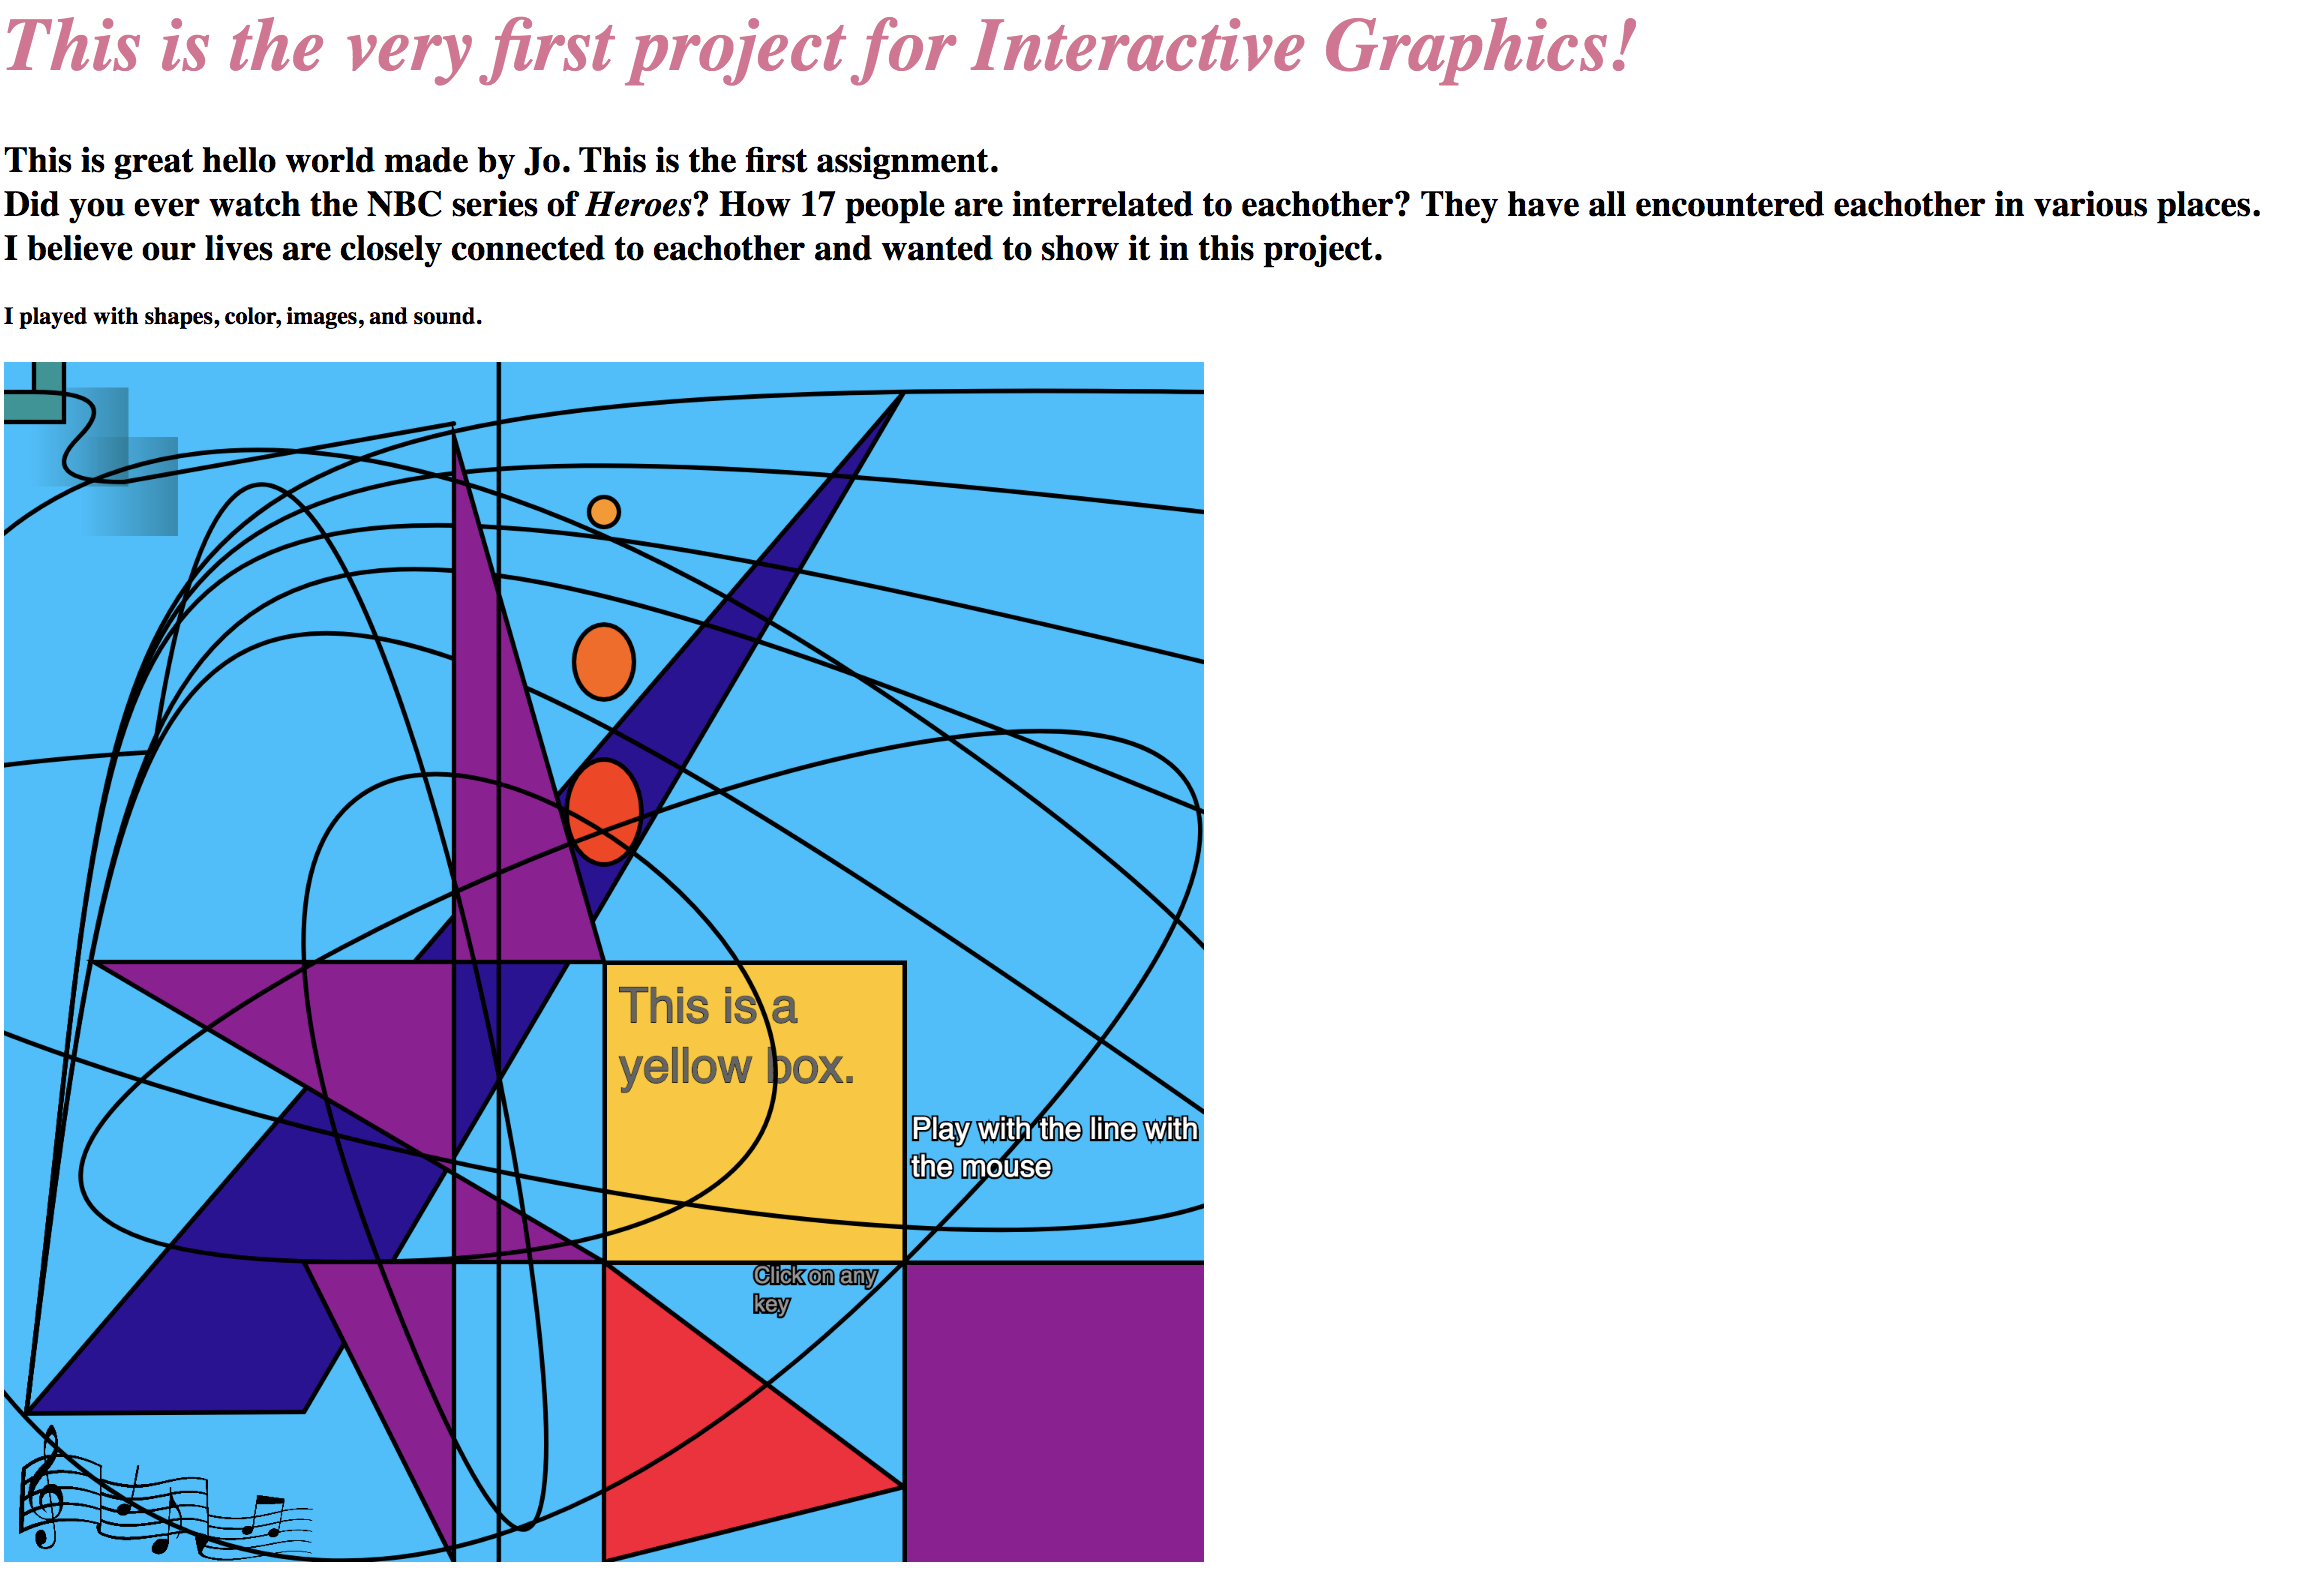 This is the very first project for Interactive Graphics!
This is great hello world made by Jo. This is the first assignment.
Did you ever watch the NBC series of Heroes? How 17 people are interrelated to eachother? They have all encountered eachother in various places.
I believe our lives are closely connected to eachother and wanted to show it in this project.
I played with shapes, color, images, and sound.
This is a
yellow box.
Play with the line with
the mouse
Click on any
key